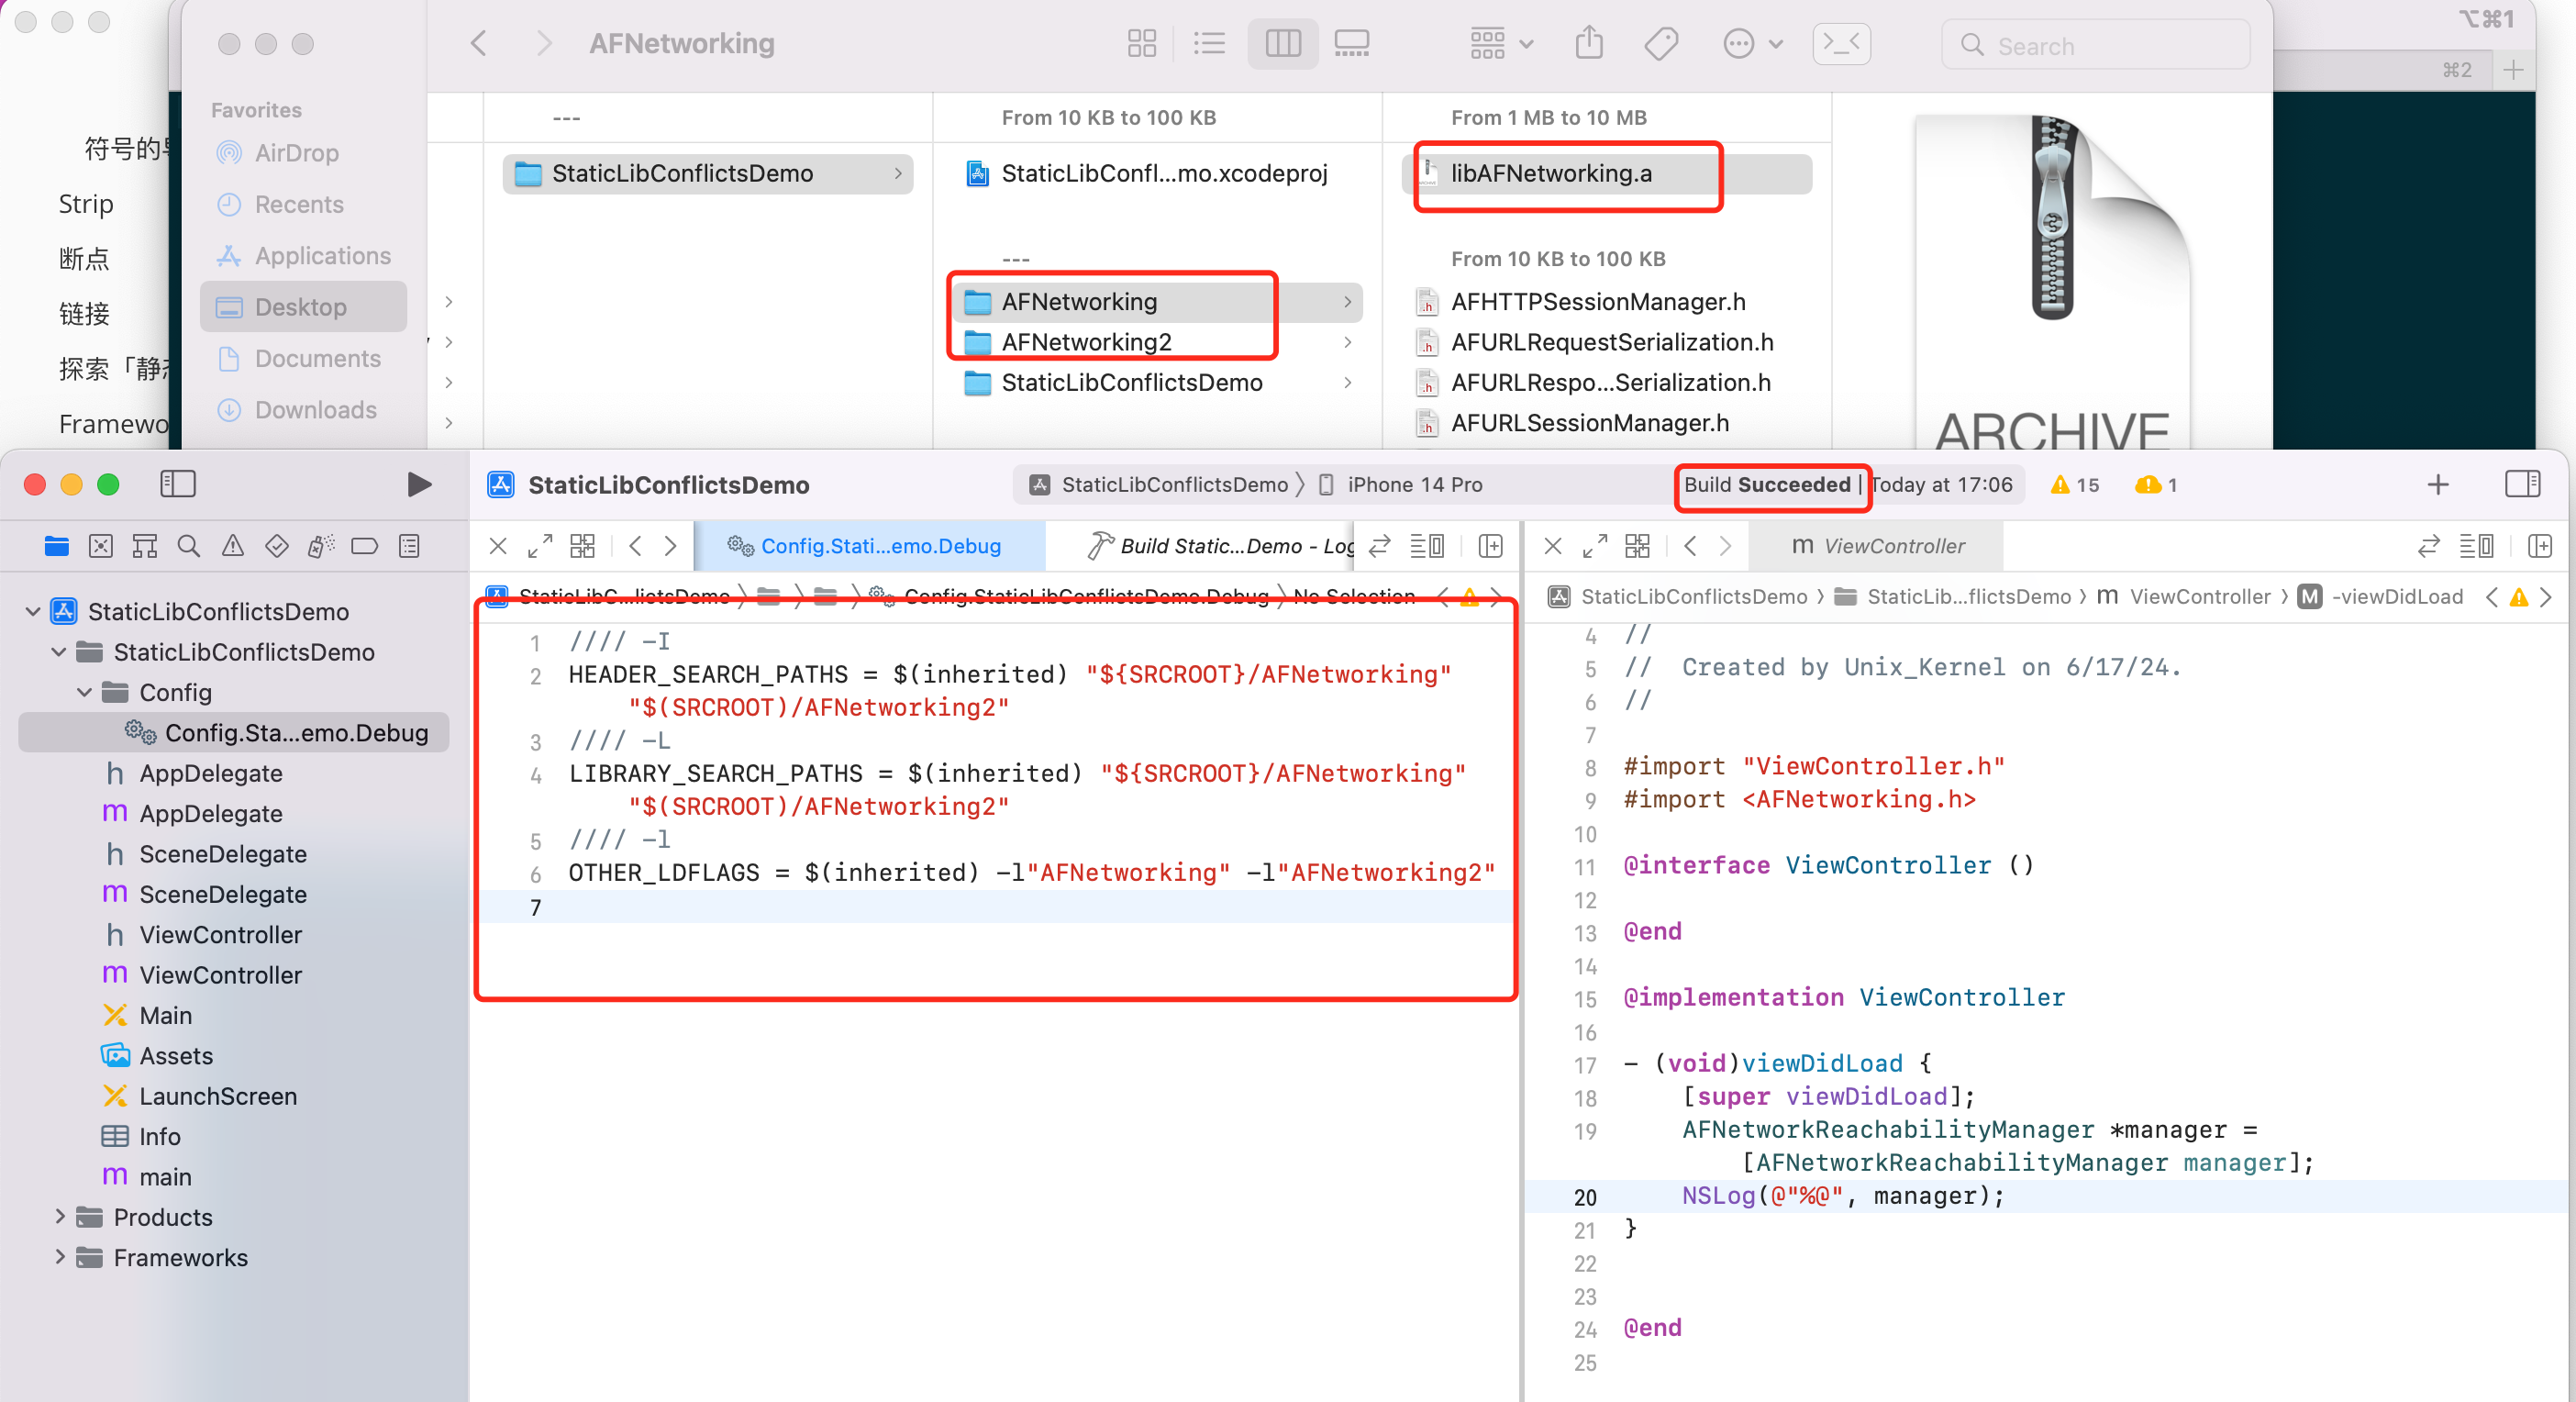 ⌥⌘1
AFNetworking
Search
⌘2
Favorites
AirDrop
Recents
Applications
Desktop
Documents
Downloads
符号的
Strip
断点
链接
探索「静
Framewo
---
StaticLibConflictsDemo
From 10 KB to 100 KB
StaticLibConfl...mo.xcodeproj
---
AFNetworking
AFNetworking2
StaticLibConflictsDemo
From 1 MB to 10 MB
libAFNetworking.a
From 10 KB to 100 KB
AFHTTPSessionManager.h
AFURLRequestSerialization.h
AFURLRespo...Serialization.h
AFURLSessionManager.h
ARCHIVE
StaticLibConflictsDemo
StaticLibConflictsDemo 〉 iPhone 14 Pro
Build Succeeded | Today at 17:06
15
1
Config.Stati...emo.Debug
Build Static...Demo - Log
m ViewController
StaticLibC...lictsDemo 〉 〉 〉 Config.StaticLibConflictsDemo.Debug 〉 No Selection
StaticLibConflictsDemo 〉 StaticLib...flictsDemo 〉 m ViewController 〉 M -viewDidLoad
StaticLibConflictsDemo
StaticLibConflictsDemo
Config
Config.Sta...emo.Debug
h AppDelegate
m AppDelegate
h SceneDelegate
m SceneDelegate
h ViewController
m ViewController
Main
Assets
LaunchScreen
Info
m main
Products
Frameworks
1 //// -I
2 HEADER_SEARCH_PATHS = $(inherited) "${SRCROOT}/AFNetworking"
"$(SRCROOT)/AFNetworking2"
3 //// -L
4 LIBRARY_SEARCH_PATHS = $(inherited) "${SRCROOT}/AFNetworking"
"$(SRCROOT)/AFNetworking2"
5 //// -l
6 OTHER_LDFLAGS = $(inherited) -l"AFNetworking" -l"AFNetworking2"
7
4 //
5 //  Created by Unix_Kernel on 6/17/24.
6 //
7
8 #import "ViewController.h"
9 #import <AFNetworking.h>
10
11 @interface ViewController ()
12
13 @end
14
15 @implementation ViewController
16
17 - (void)viewDidLoad {
18 [super viewDidLoad];
19 AFNetworkReachabilityManager *manager =
[AFNetworkReachabilityManager manager];
20 NSLog(@"%@", manager);
21 }
22
23
24 @end
25